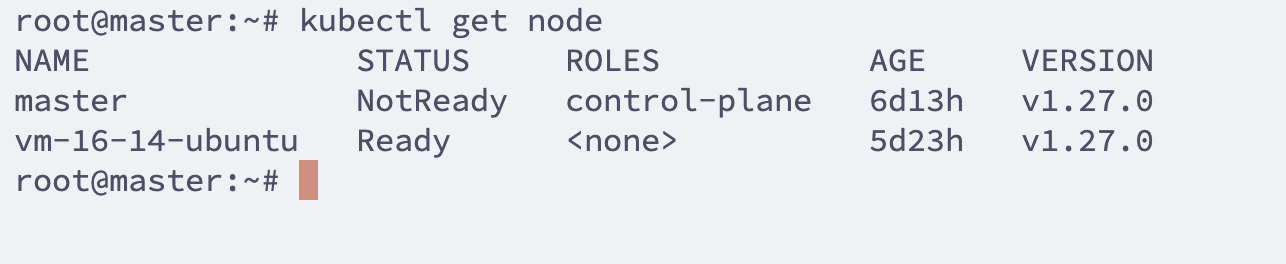 root@master:~# kubectl get node
NAME STATUS ROLES AGE VERSION
master NotReady control-plane 6d13h v1.27.0
vm-16-14-ubuntu Ready <none> 5d23h v1.27.0
root@master:~#